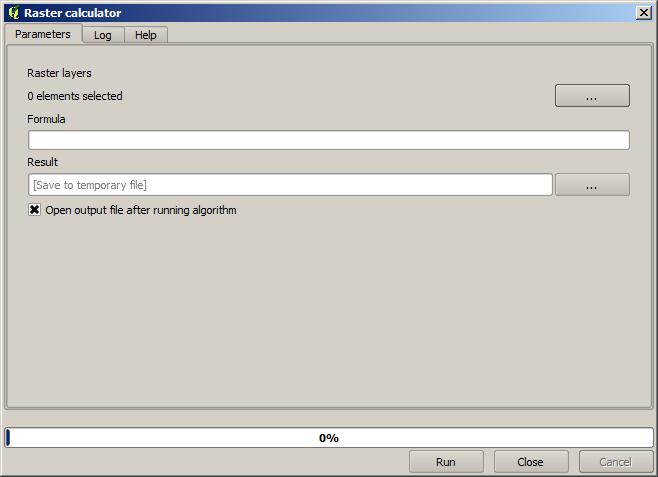 Raster calculator
Parameters Log Help
Raster layers
0 elements selected ...
Formula
Result
[Save to temporary file] ...
Open output file after running algorithm
0%
Run Close Cancel